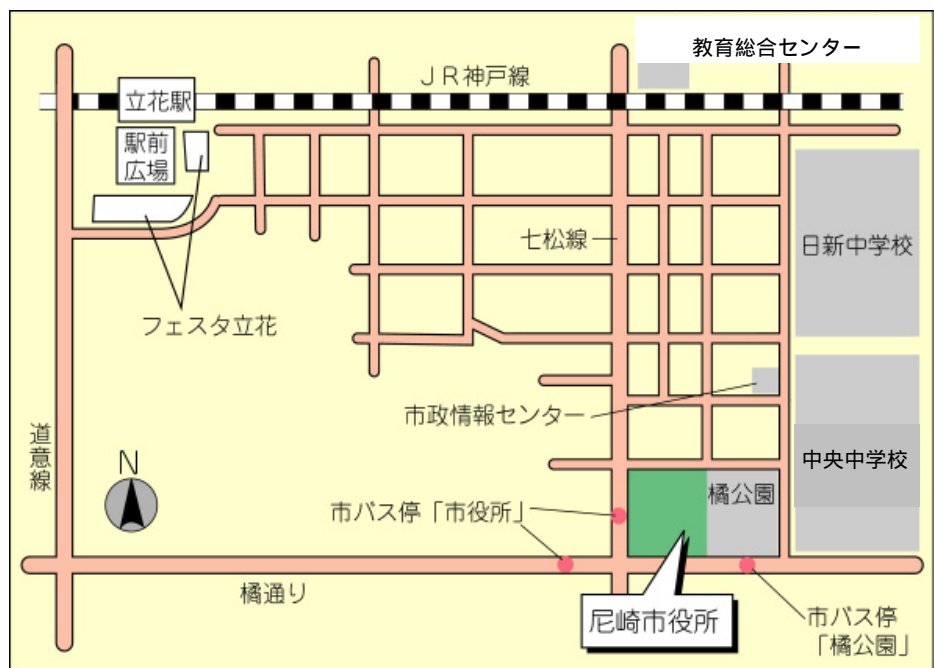 教育総合センター
JR神戸線
立花駅
駅前
広場
七松線
日新中学校
フェスタ立花
市政情報センター
道意線
N
中央中学校
橘公園
市バス停「市役所」
橘通り
尼崎市役所
市バス停
「橘公園」